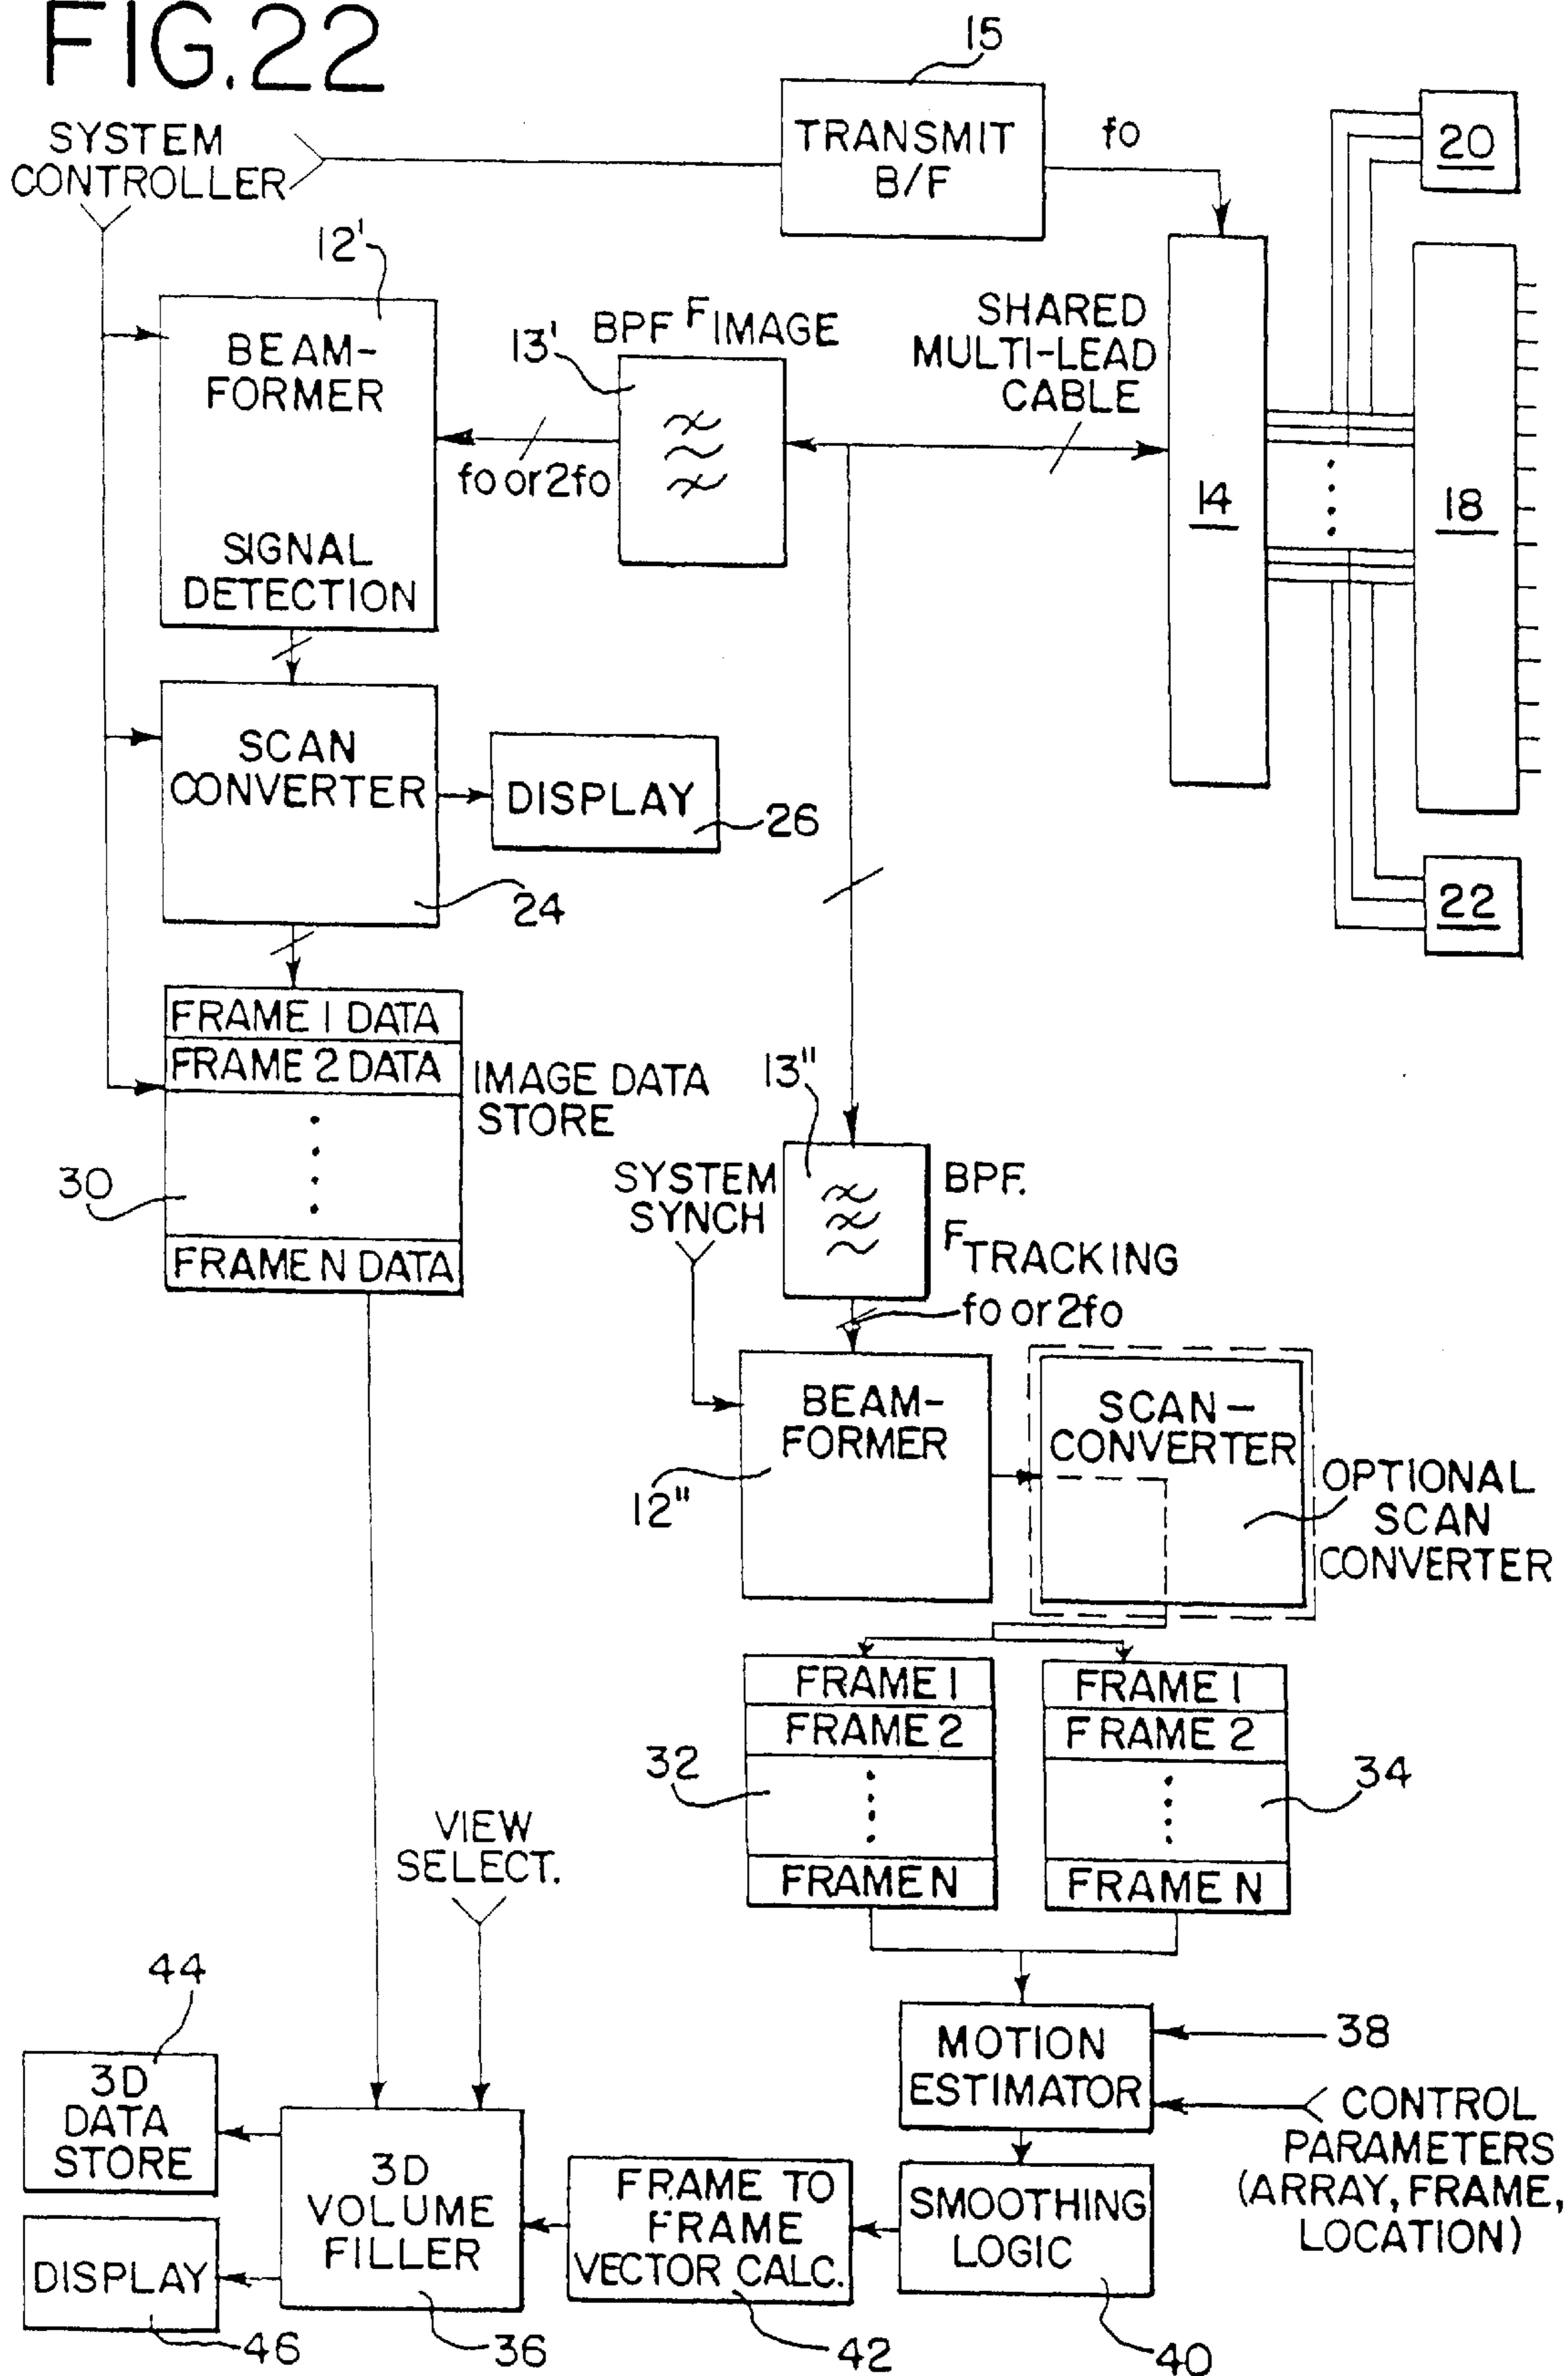 FIG.22
SYSTEM
CONTROLLER
15
TRANSMIT
B/F
fo
20
12'
BEAM-
FORMER
SIGNAL
DETECTION
fo or 2fo
13'
BPF FIMAGE
SHARED
MULTI-LEAD
CABLE
14
18
22
SCAN
CONVERTER
24
DISPLAY
26
FRAME 1 DATA
FRAME 2 DATA
FRAME N DATA
IMAGE DATA
STORE
30
13"
SYSTEM
SYNCH
BPF.
FTRACKING
fo or 2fo
BEAM-
FORMER
12"
SCAN-
CONVERTER
OPTIONAL
SCAN
CONVERTER
FRAME 1
FRAME 2
FRAME N
32
FRAME 1
FRAME 2
FRAME N
34
VIEW
SELECT.
MOTION
ESTIMATOR
38
CONTROL
PARAMETERS
(ARRAY, FRAME,
LOCATION)
44
3D
DATA
STORE
3D
VOLUME
FILLER
36
FRAME TO
FRAME
VECTOR CALC.
42
SMOOTHING
LOGIC
40
DISPLAY
46